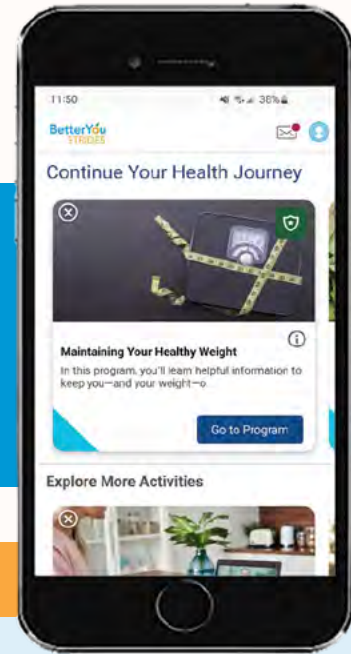 11:50
38%
BetterYou
STRIDES
Continue Your Health Journey
Maintaining Your Healthy Weight
In this program, you'll learn helpful information to
keep you—and your weight—o
Go to Program
Explore More Activities